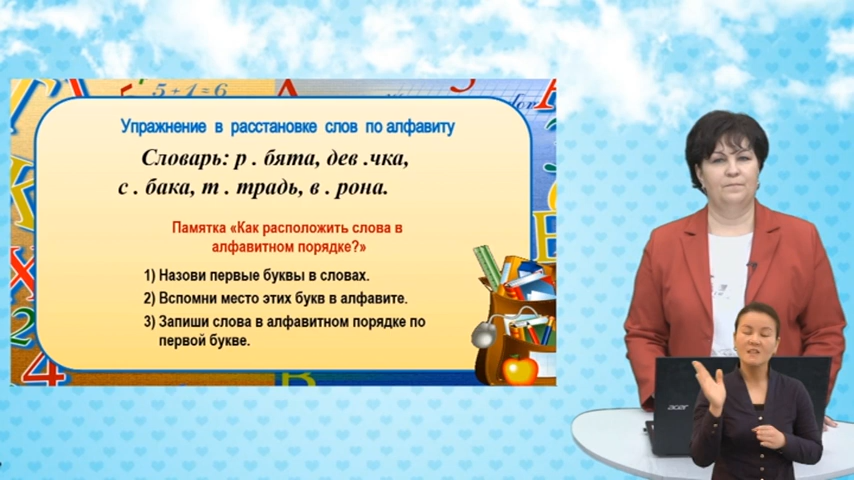 5+1=6
Упражнение в расстановке слов по алфавиту
Словарь: р . бята, дев .чка,
с . бака, т . традь, в . рона.
Памятка «Как расположить слова в
алфавитном порядке?»
1) Назови первые буквы в словах.
2) Вспомни место этих букв в алфавите.
3) Запиши слова в алфавитном порядке по
первой букве.
acer